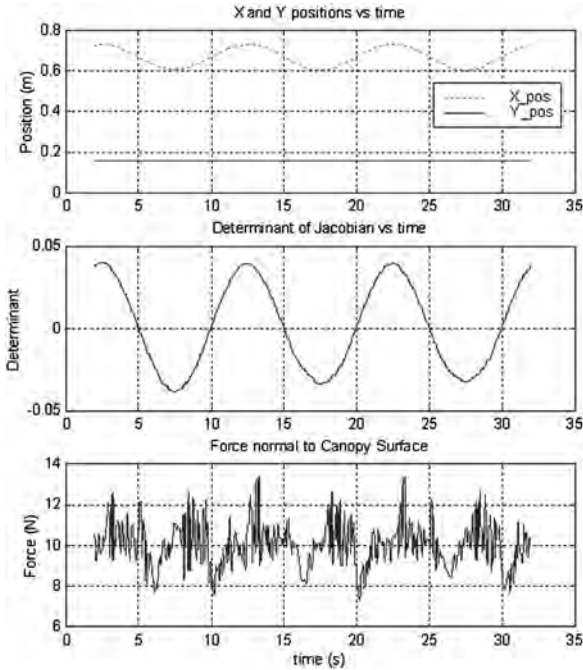 X and Y positions vs time
0.8
0.6
0.4
0.2
0
Position (m)
X_pos
Y_pos
0 5 10 15 20 25 30 35
Determinant of Jacobian vs time
0.05
0
-0.05
Determinant
0 5 10 15 20 25 30 35
Force normal to Canopy Surface
14
12
10
8
6
Force (N)
0 5 10 15 20 25 30 35
time (s)